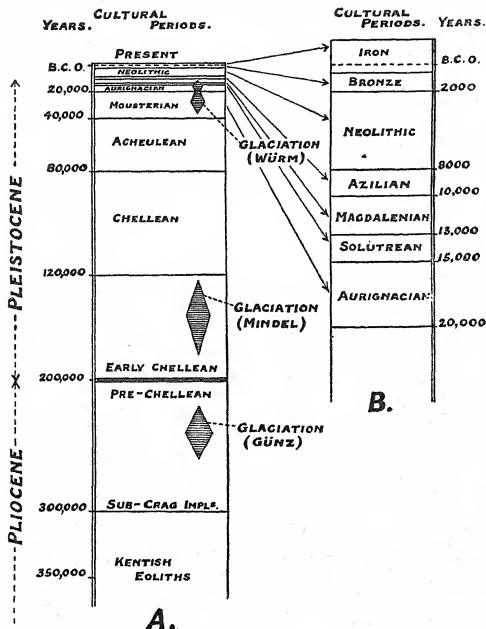 YEARS.
CULTURAL
PERIODS.
PRESENT
B.C.O.
NEOLITHIC
20,000
AURIGNACIAN
MOUSTERIAN
40,000
ACHEULEAN
80,000
CHELLEAN
120,000
EARLY CHELLEAN
200,000
PRE-CHELLEAN
SUB-CRAG IMPLS.
300,000
KENTISH
EOLITHS
350,000
A.
PLEISTOCENE
PLIOCENE
GLACIATION
(WÜRM)
GLACIATION
(MINDEL)
GLACIATION
(GÜNZ)
CULTURAL
PERIODS.
YEARS.
IRON
B.C.O.
BRONZE
2000
NEOLITHIC
8000
AZILIAN
10,000
MAGDALENIAN
13,000
SOLUTREAN
15,000
AURIGNACIAN
20,000
B.